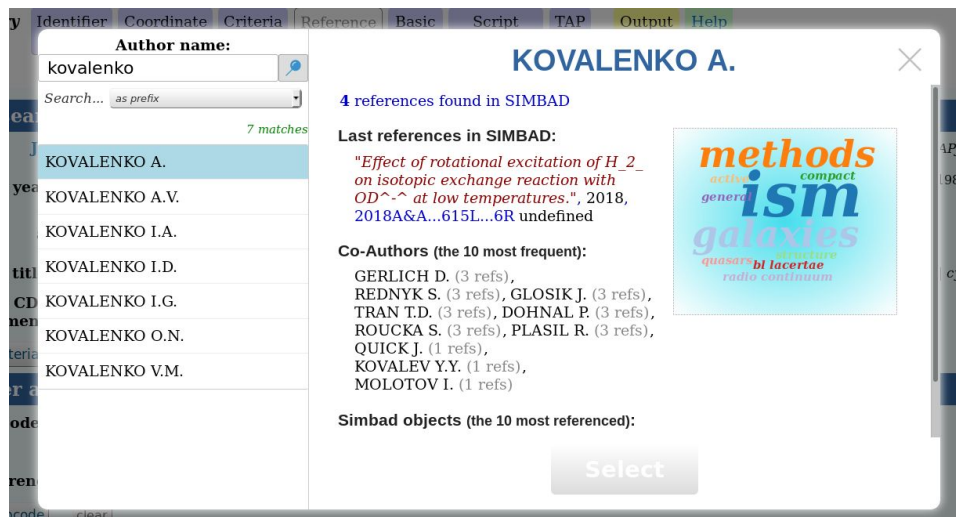 Identifier Coordinate Criteria Reference Basic Script TAP Output Help
Author name:
kovalenko
Search... as prefix
7 matches
KOVALENKO A.
KOVALENKO A.V.
KOVALENKO I.A.
KOVALENKO I.D.
KOVALENKO I.G.
KOVALENKO O.N.
KOVALENKO V.M.
KOVALENKO A.
4 references found in SIMBAD
Last references in SIMBAD:
"Effect of rotational excitation of H_2_
on isotopic exchange reaction with
OD^-^ at low temperatures.", 2018,
2018A&A...615L...6R undefined
Co-Authors (the 10 most frequent):
GERLICH D. (3 refs),
REDNYK S. (3 refs), GLOSIK J. (3 refs),
TRAN T.D. (3 refs), DOHNAL P. (3 refs),
ROUCKA S. (3 refs), PLASIL R. (3 refs),
QUICK J. (1 refs),
KOVALEV Y.Y. (1 refs),
MOLOTOV I. (1 refs)
Simbad objects (the 10 most referenced):
methods
active compact
general ism
galaxies
structure
quasars bl lacertae
radio continuum
Select
clear